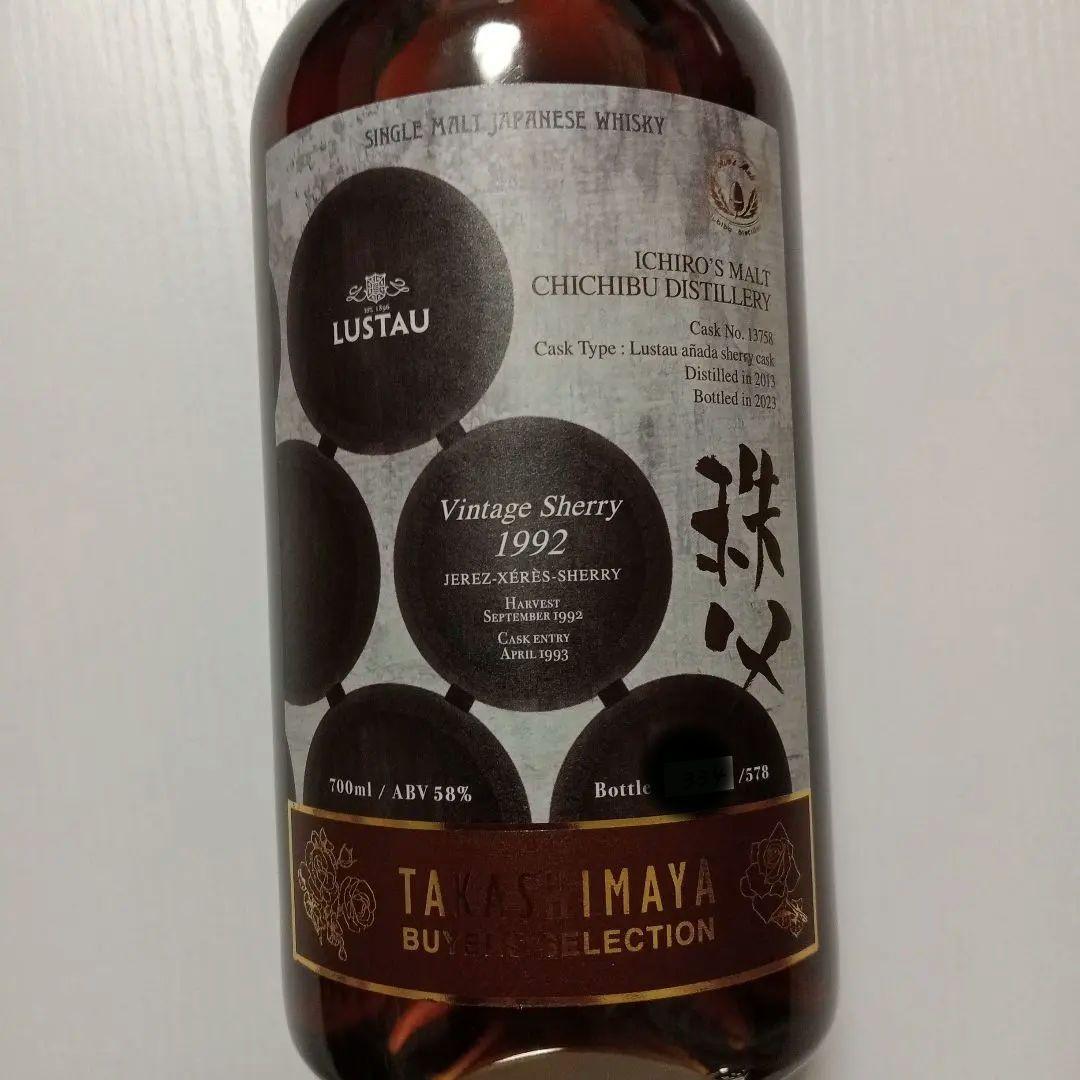 SINGLE MALT JAPANESE WHISKY
EST. 1896
LUSTAU
ICHIRO'S MALT
CHICHIBU DISTILLERY
Cask No. 13758
Cask Type : Lustau añada sherry cask
Distilled in 2013
Bottled in 2023
秩父
Vintage Sherry
1992
JEREZ-XÉRÈS-SHERRY
HARVEST
SEPTEMBER 1992
CASK ENTRY
APRIL 1993
700ml / ABV 58%
Bottle /578
TAKASHIMAYA
BUYERS SELECTION